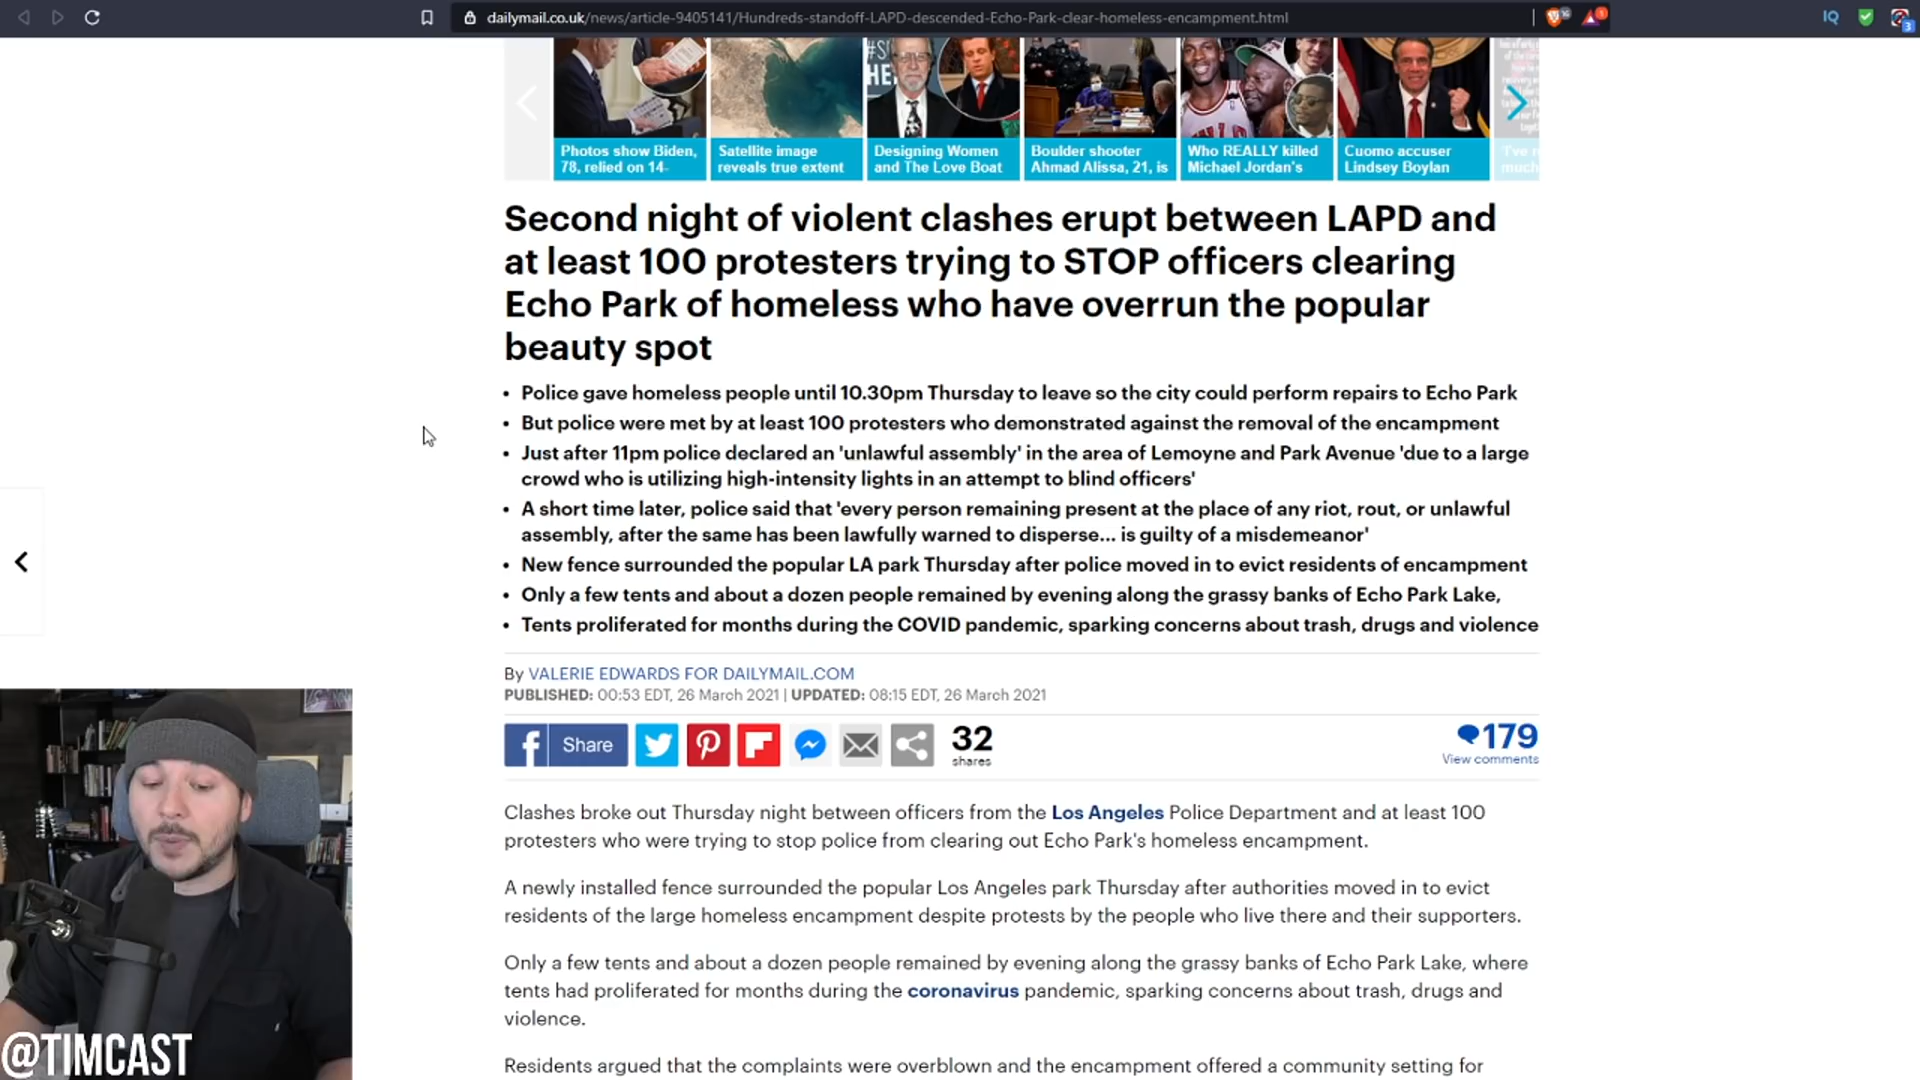 dailymail.co.uk/news/article-9405141/Hundreds-standoff-LAPD-descended-Echo-Park-clear-homeless-encampment.html
IQ
3
#S
HE
Photos show Biden,
78, relied on 14-
Satellite image
reveals true extent
Designing Women
and The Love Boat
Boulder shooter
Ahmad Alissa, 21, is
Who REALLY killed
Michael Jordan's
Cuomo accuser
Lindsey Boylan
Second night of violent clashes erupt between LAPD and
at least 100 protesters trying to STOP officers clearing
Echo Park of homeless who have overrun the popular
beauty spot
• Police gave homeless people until 10.30pm Thursday to leave so the city could perform repairs to Echo Park
• But police were met by at least 100 protesters who demonstrated against the removal of the encampment
• Just after 11pm police declared an 'unlawful assembly' in the area of Lemoyne and Park Avenue 'due to a large
crowd who is utilizing high-intensity lights in an attempt to blind officers'
• A short time later, police said that 'every person remaining present at the place of any riot, rout, or unlawful
assembly, after the same has been lawfully warned to disperse... is guilty of a misdemeanor'
• New fence surrounded the popular LA park Thursday after police moved in to evict residents of encampment
• Only a few tents and about a dozen people remained by evening along the grassy banks of Echo Park Lake,
• Tents proliferated for months during the COVID pandemic, sparking concerns about trash, drugs and violence
By VALERIE EDWARDS FOR DAILYMAIL.COM
PUBLISHED: 00:53 EDT, 26 March 2021 | UPDATED: 08:15 EDT, 26 March 2021
Share
32
shares
179
View comments
Clashes broke out Thursday night between officers from the Los Angeles Police Department and at least 100
protesters who were trying to stop police from clearing out Echo Park's homeless encampment.
A newly installed fence surrounded the popular Los Angeles park Thursday after authorities moved in to evict
residents of the large homeless encampment despite protests by the people who live there and their supporters.
Only a few tents and about a dozen people remained by evening along the grassy banks of Echo Park Lake, where
tents had proliferated for months during the coronavirus pandemic, sparking concerns about trash, drugs and
violence.
Residents argued that the complaints were overblown and the encampment offered a community setting for
@TIMCAST